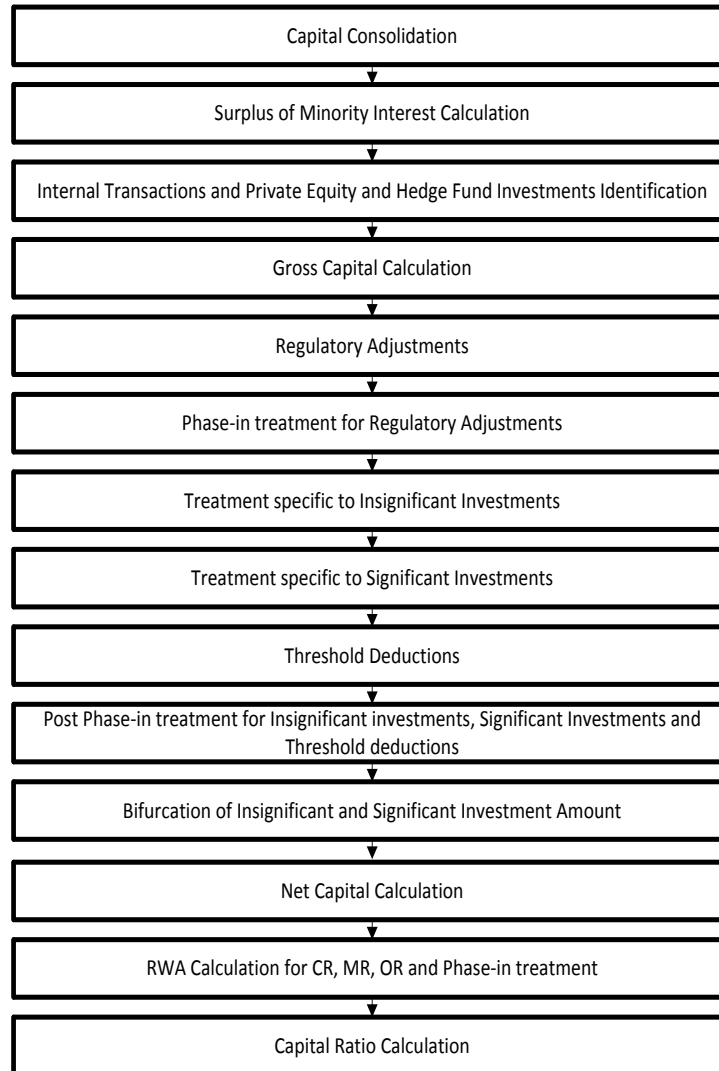 Capital Consolidation
Surplus of Minority Interest Calculation
Internal Transactions and Private Equity and Hedge Fund Investments Identification
Gross Capital Calculation
Regulatory Adjustments
Phase-in treatment for Regulatory Adjustments
Treatment specific to Insignificant Investments
Treatment specific to Significant Investments
Threshold Deductions
Post Phase-in treatment for Insignificant investments, Significant Investments and
Threshold deductions
Bifurcation of Insignificant and Significant Investment Amount
Net Capital Calculation
RWA Calculation for CR, MR, OR and Phase-in treatment
Capital Ratio Calculation